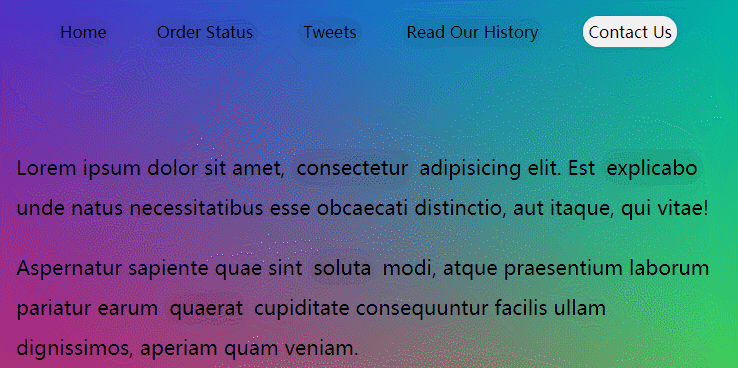 Home Order Status Tweets Read Our History Contact Us
Lorem ipsum dolor sit amet, consectetur adipisicing elit. Est explicabo
unde natus necessitatibus esse obcaecati distinctio, aut itaque, qui vitae!
Aspernatur sapiente quae sint soluta modi, atque praesentium laborum
pariatur earum quaerat cupiditate consequuntur facilis ullam
dignissimos, aperiam quam veniam.